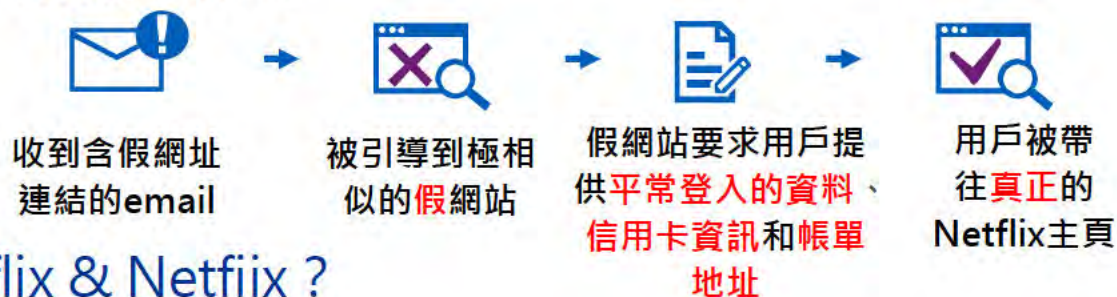 收到含假網址
連結的email
被引導到極相
似的假網站
假網站要求用戶提
供平常登入的資料、
信用卡資訊和帳單
地址
用戶被帶
往真正的
Netflix主頁
flix & Netfiix?